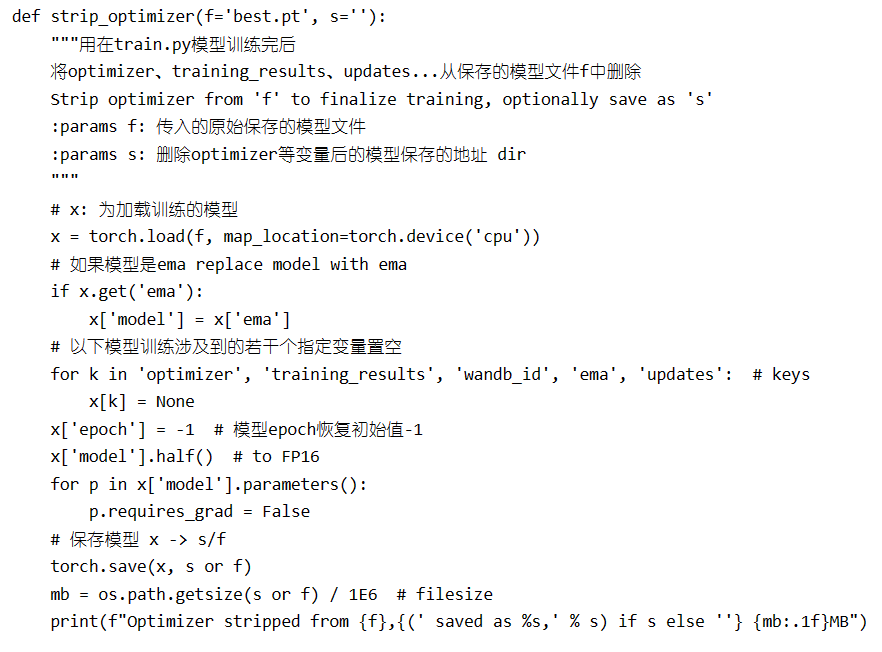 def strip_optimizer(f='best.pt', s=''):
    """用在train.py模型训练完后
    将optimizer、training_results、updates...从保存的模型文件f中删除
    Strip optimizer from 'f' to finalize training, optionally save as 's'
    :params f: 传入的原始保存的模型文件
    :params s: 删除optimizer等变量后的模型保存的地址 dir
    """
    # x: 为加载训练的模型
    x = torch.load(f, map_location=torch.device('cpu'))
    # 如果模型是ema replace model with ema
    if x.get('ema'):
        x['model'] = x['ema']
    # 以下模型训练涉及到的若干个指定变量置空
    for k in 'optimizer', 'training_results', 'wandb_id', 'ema', 'updates':  # keys
        x[k] = None
    x['epoch'] = -1  # 模型epoch恢复初始值-1
    x['model'].half()  # to FP16
    for p in x['model'].parameters():
        p.requires_grad = False
    # 保存模型 x -> s/f
    torch.save(x, s or f)
    mb = os.path.getsize(s or f) / 1E6  # filesize
    print(f"Optimizer stripped from {f},{(' saved as %s,' % s) if s else ''} {mb:.1f}MB")